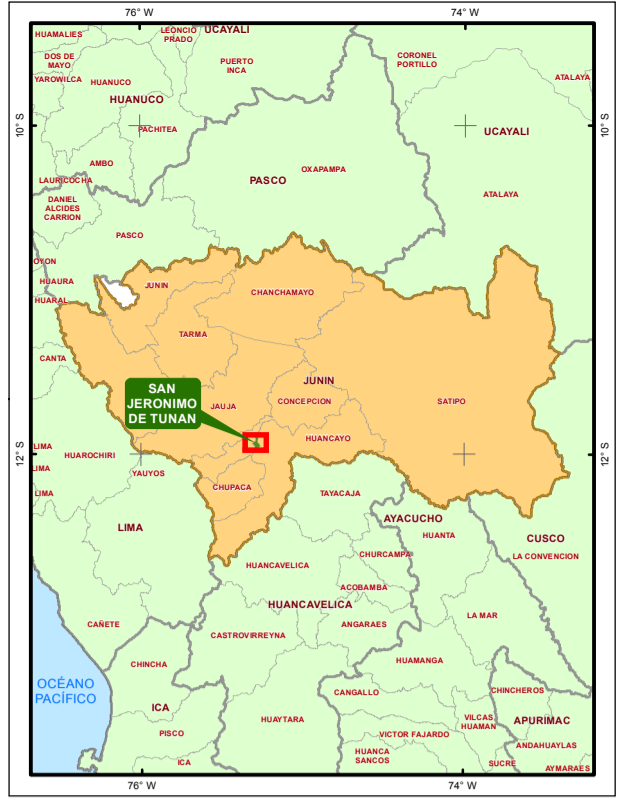 76° W
74° W
HUAMALIES
LEONCIO
PRADO
UCAYALI
DOS DE
MAYO
PUERTO
INCA
CORONEL
PORTILLO
YAROWILCA
HUANUCO
ATALAYA
HUANUCO
10° S
10° S
PACHITEA
UCAYALI
AMBO
OXAPAMPA
LAURICOCHA
PASCO
DANIEL
ALCIDES
CARRION
ATALAYA
PASCO
OYON
HUAURA
JUNIN
CHANCHAMAYO
HUARAL
TARMA
CANTA
JUNIN
SAN
JERONIMO
DE TUNAN
JAUJA
CONCEPCION
SATIPO
HUANCAYO
LIMA
HUAROCHIRI
12° S
12° S
LIMA
YAUYOS
CHUPACA
LIMA
TAYACAJA
LIMA
AYACUCHO
HUANTA
CUSCO
CHURCAMPA
LA CONVENCION
HUANCAVELICA
ACOBAMBA
HUANCAVELICA
LA MAR
CAÑETE
ANGARAES
CASTROVIRREYNA
CHINCHA
HUAMANGA
OCÉANO
PACÍFICO
CANGALLO
CHINCHEROS
ICA
HUAYTARA
VILCAS
HUAMAN
APURIMAC
PISCO
VICTOR FAJARDO
ANDAHUAYLAS
HUANCA
SANCOS
ICA
SUCRE
AYMARAES
76° W
74° W